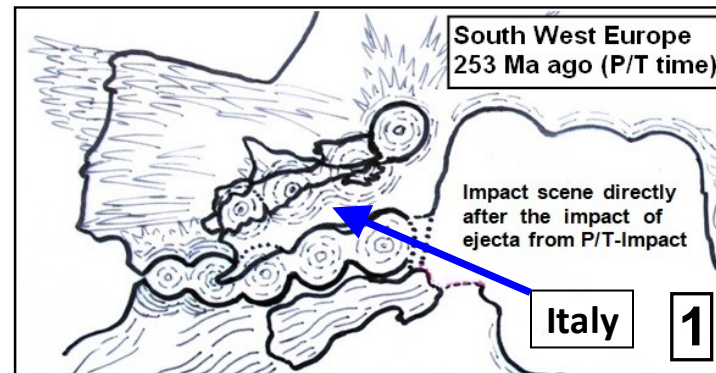 South West Europe
253 Ma ago (P/T time)
Impact scene directly
after the impact of
ejecta from P/T-Impact
Italy
1